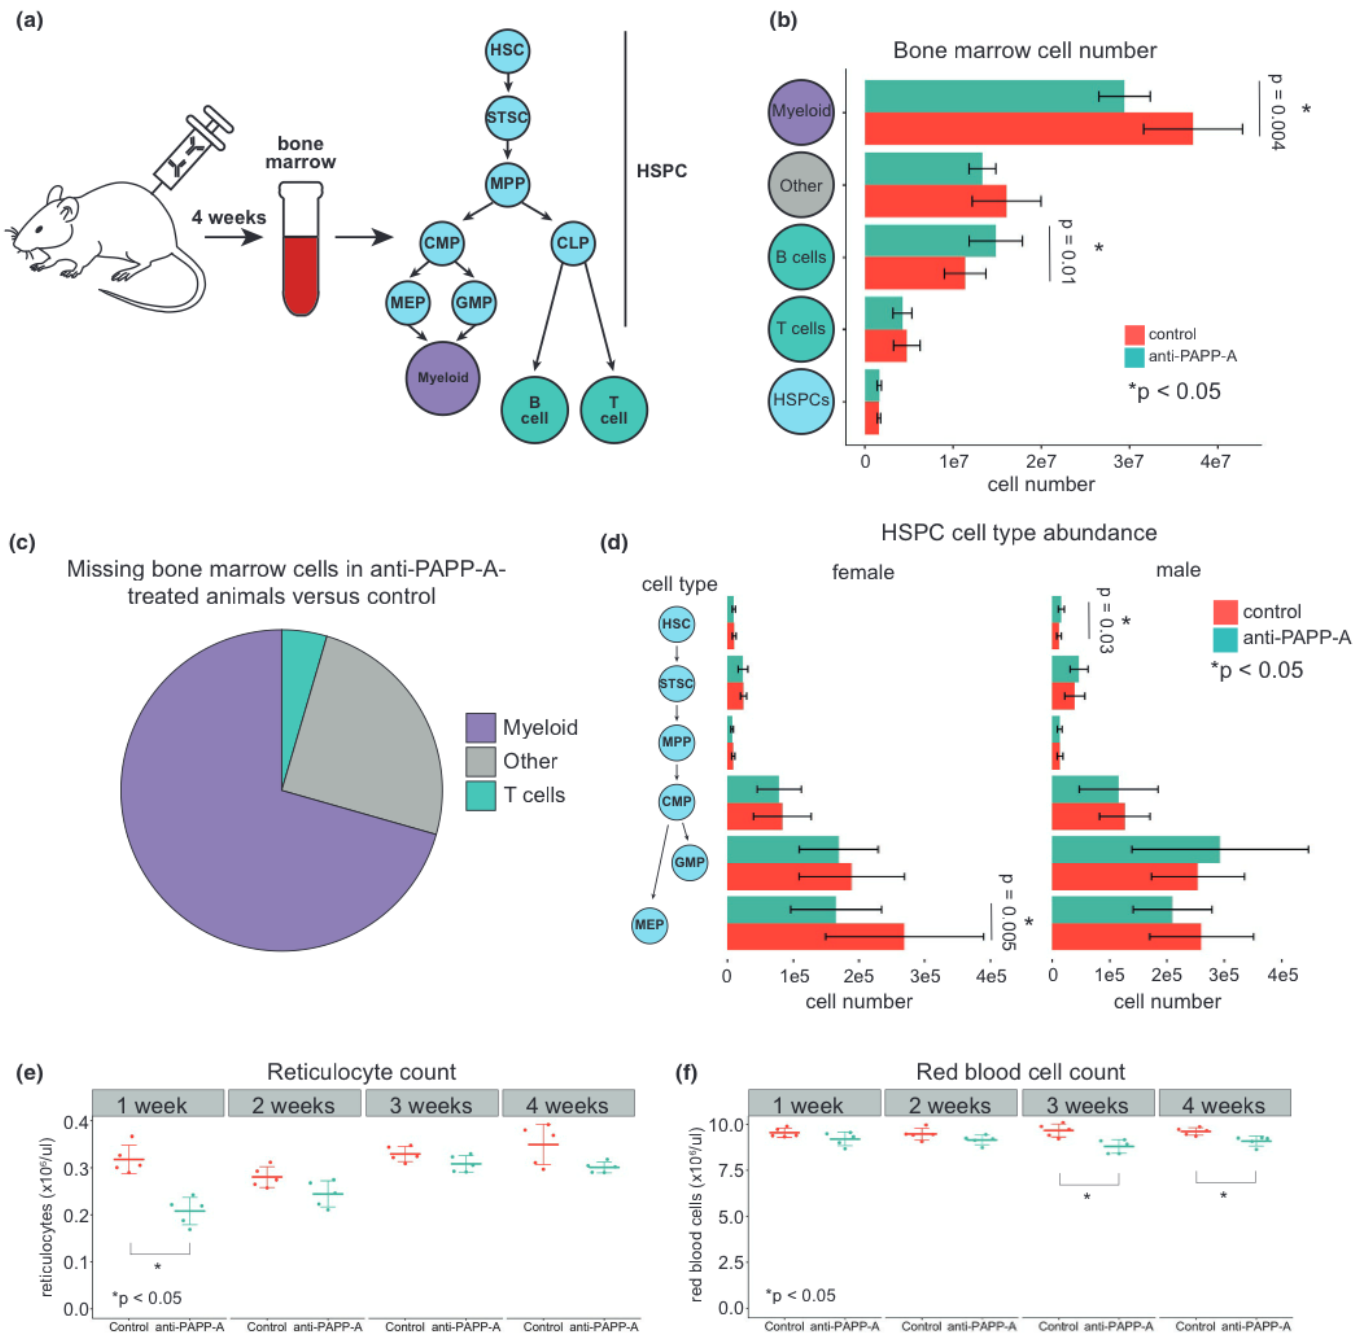 (a)
bone
marrow
4 weeks
HSC
STSC
MPP
CMP
CLP
MEP
GMP
Myeloid
B
cell
T
cell
HSPC
(b)
Bone marrow cell number
Myeloid
Other
B cells
T cells
HSPCs
p = 0.004
*
p = 0.01
*
control
anti-PAPP-A
*p < 0.05
0 1e7 2e7 3e7 4e7
cell number
(c)
Missing bone marrow cells in anti-PAPP-A-
treated animals versus control
Myeloid
Other
T cells
(d)
HSPC cell type abundance
cell type
female
male
HSC
STSC
MPP
CMP
GMP
MEP
p = 0.005
*
p = 0.03
*
control
anti-PAPP-A
*p < 0.05
0 1e5 2e5 3e5 4e5
cell number
0 1e5 2e5 3e5 4e5
cell number
(e)
Reticulocyte count
1 week 2 weeks 3 weeks 4 weeks
reticulocytes (x10⁶/ul)
0.4
0.3
0.2
0.1
0.0
*
*p < 0.05
Control anti-PAPP-A Control anti-PAPP-A Control anti-PAPP-A Control anti-PAPP-A
(f)
Red blood cell count
1 week 2 weeks 3 weeks 4 weeks
red blood cells (x10⁶/ul)
10.0
7.5
5.0
2.5
0.0
*
*
*p < 0.05
Control anti-PAPP-A Control anti-PAPP-A Control anti-PAPP-A Control anti-PAPP-A